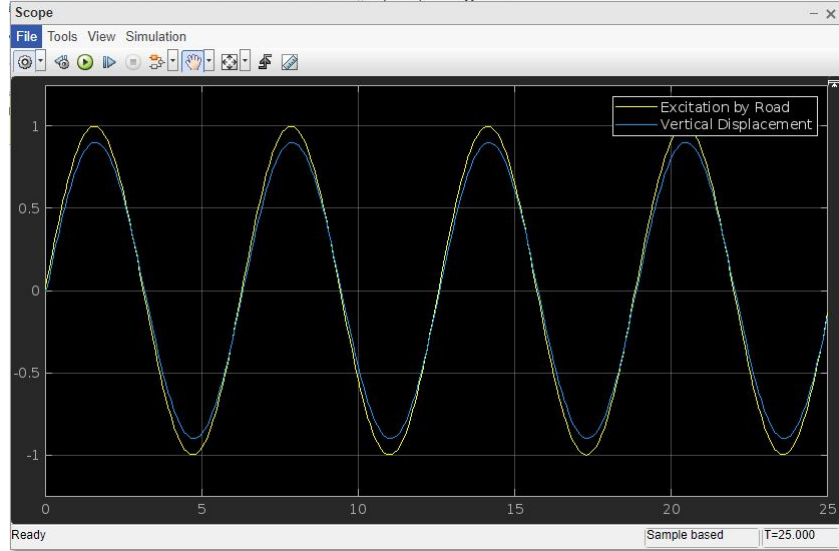 Scope
File Tools View Simulation
Excitation by Road
Vertical Displacement
1
0.5
0
-0.5
-1
0 5 10 15 20 25
Ready Sample based T=25.000